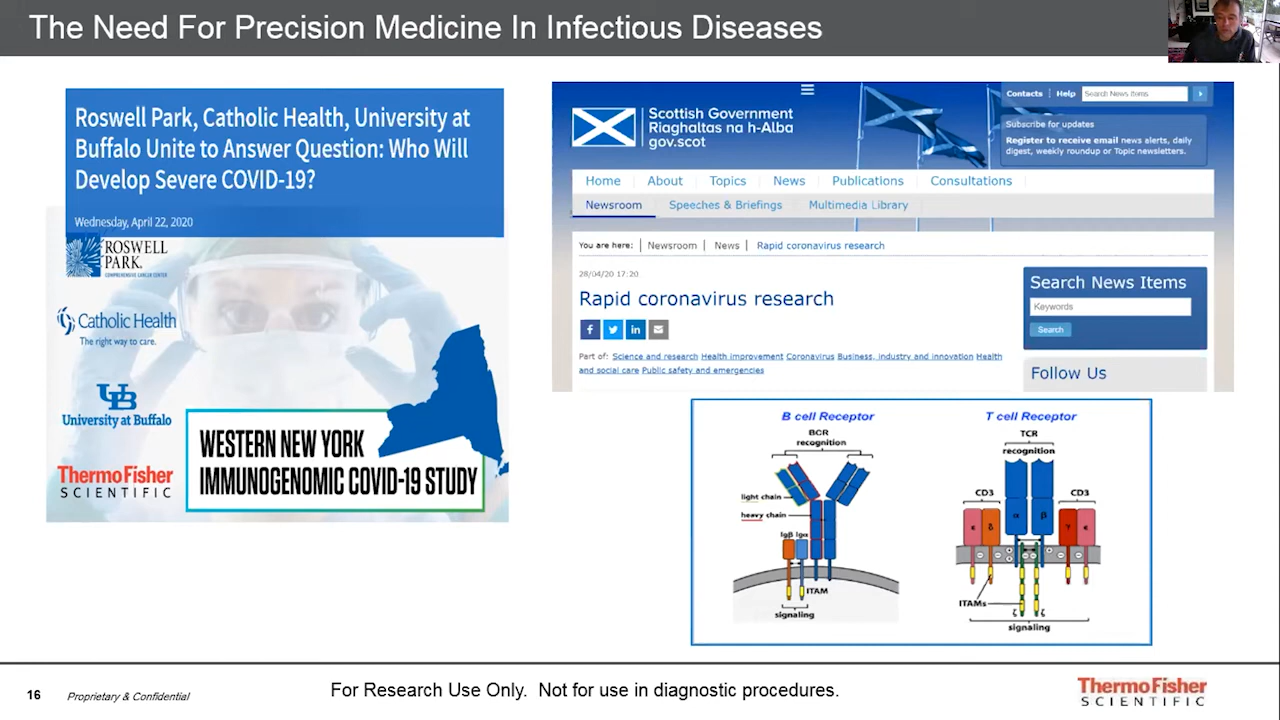 The Need For Precision Medicine In Infectious Diseases
Roswell Park, Catholic Health, University at
Buffalo Unite to Answer Question: Who Will
Develop Severe COVID-19?
Wednesday, April 22, 2020
ROSWELL
PARK
COMPREHENSIVE CANCER CENTER
Catholic Health
The right way to care.
UB
University at Buffalo
ThermoFisher
SCIENTIFIC
WESTERN NEW YORK
IMMUNOGENOMIC COVID-19 STUDY
Contacts Help Search News Items
Scottish Government
Riaghaltas na h-Alba
gov.scot
Subscribe for updates
Register to receive email news alerts, daily
digest, weekly roundup or Topic newsletters.
Home About Topics News Publications Consultations
Newsroom Speeches & Briefings Multimedia Library
You are here: Newsroom News Rapid coronavirus research
28/04/20 17:20
Rapid coronavirus research
Part of: Science and research Health improvement Coronavirus Business, industry and innovation Health
and social care Public safety and emergencies
Search News Items
Keywords
Search
Follow Us
B cell Receptor
BCR
recognition
light chain
heavy chain
Igβ Igα
ITAM
signaling
T cell Receptor
TCR
recognition
CD3 CD3
ε δ α β γ ε
ITAMs
ζ ζ
signaling
16 Proprietary & Confidential
For Research Use Only. Not for use in diagnostic procedures.
ThermoFisher
SCIENTIFIC